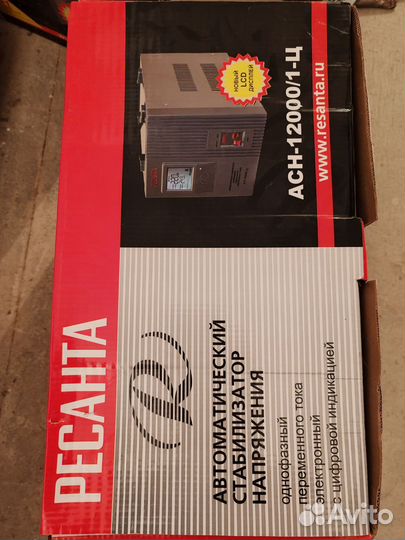 РЕСАНТА
НОВЫЙ
LCD
ДИСПЛЕЙ
АСН-12000/1-Ц
www.resanta.ru
АВТОМАТИЧЕСКИЙ
СТАБИЛИЗАТОР
НАПРЯЖЕНИЯ
однофазный
переменного тока
электронный
с цифровой индикацией
Avito